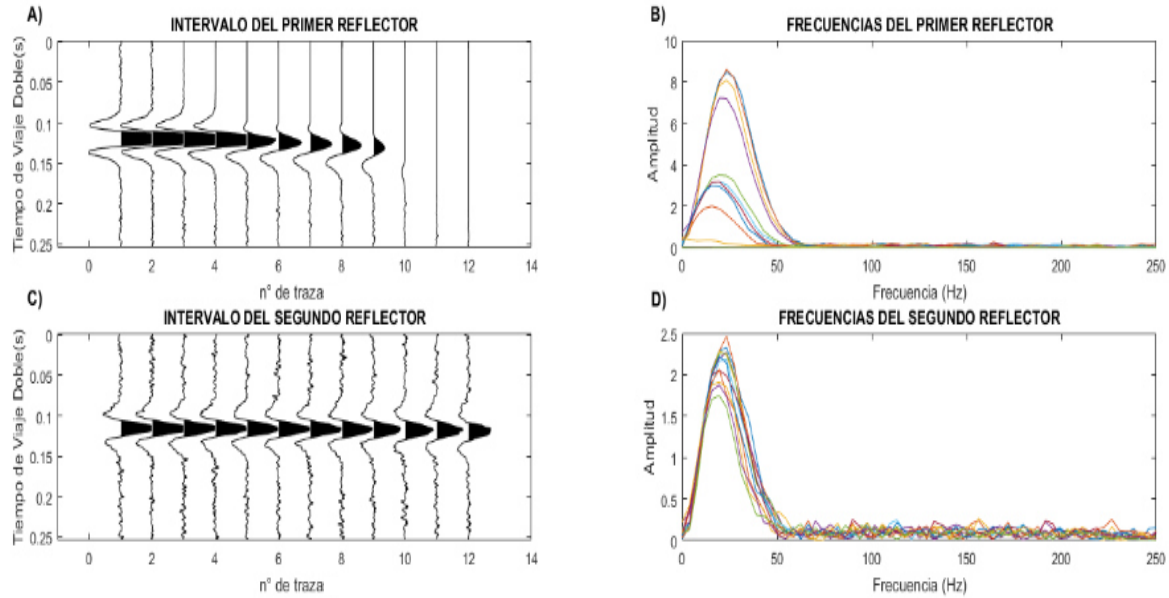 A)
INTERVALO DEL PRIMER REFLECTOR
Tiempo de Viaje Doble(s)
0
0.05
0.1
0.15
0.2
0.25
0 2 4 6 8 10 12 14
n° de traza
B)
FRECUENCIAS DEL PRIMER REFLECTOR
Amplitud
10
8
6
4
2
0
0 50 100 150 200 250
Frecuencia (Hz)
C)
INTERVALO DEL SEGUNDO REFLECTOR
Tiempo de Viaje Doble(s)
0
0.05
0.1
0.15
0.2
0.25
0 2 4 6 8 10 12 14
n° de traza
D)
FRECUENCIAS DEL SEGUNDO REFLECTOR
Amplitud
2.5
2
1.5
1
0.5
0
0 50 100 150 200 250
Frecuencia (Hz)